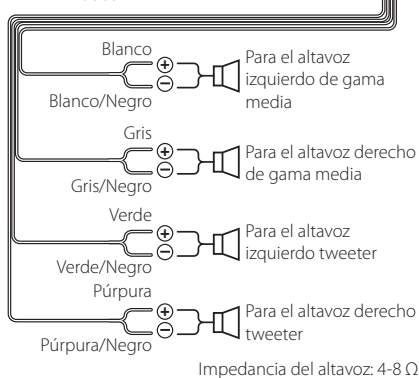 Blanco
⊕
⊖
Blanco/Negro
Para el altavoz
izquierdo de gama
media
Gris
⊕
⊖
Gris/Negro
Para el altavoz derecho
de gama media
Verde
⊕
⊖
Verde/Negro
Para el altavoz
izquierdo tweeter
Púrpura
⊕
⊖
Púrpura/Negro
Para el altavoz derecho
tweeter
Impedancia del altavoz: 4-8 Ω